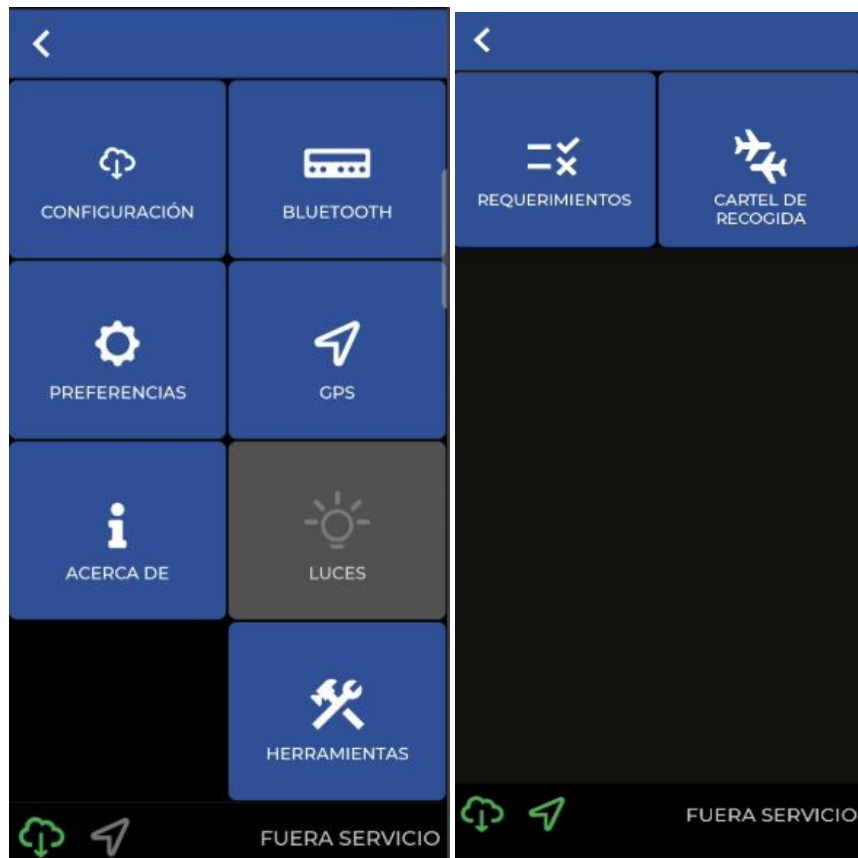 CONFIGURACIÓN
BLUETOOTH
PREFERENCIAS
GPS
ACERCA DE
LUCES
HERRAMIENTAS
FUERA SERVICIO
REQUERIMIENTOS
CARTEL DE
RECOGIDA
FUERA SERVICIO